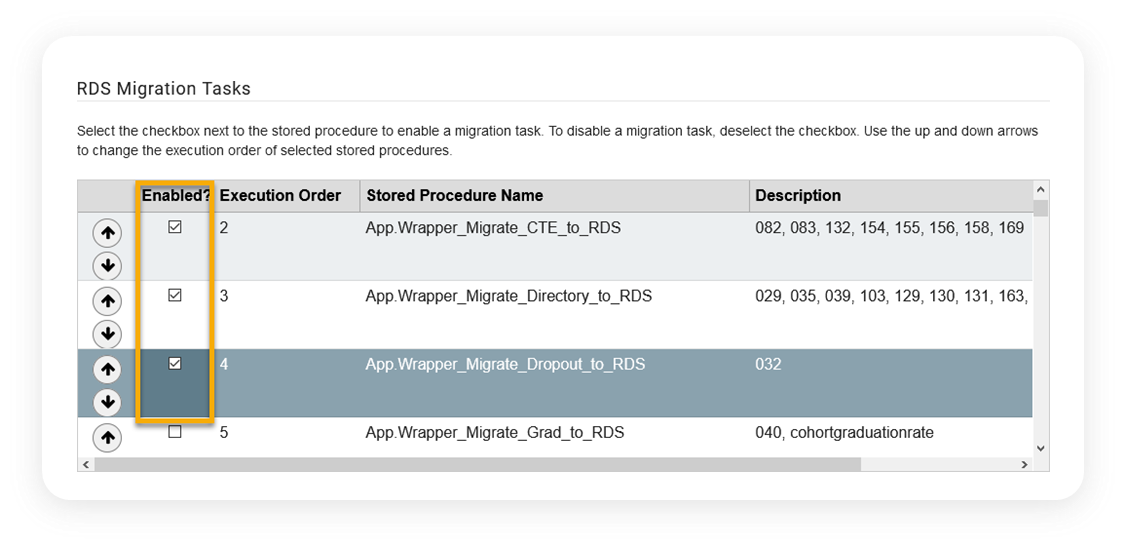 RDS Migration Tasks
Select the checkbox next to the stored procedure to enable a migration task. To disable a migration task, deselect the checkbox. Use the up and down arrows
to change the execution order of selected stored procedures.
Enabled? Execution Order Stored Procedure Name Description
2 App.Wrapper_Migrate_CTE_to_RDS 082, 083, 132, 154, 155, 156, 158, 169
3 App.Wrapper_Migrate_Directory_to_RDS 029, 035, 039, 103, 129, 130, 131, 163,
4 App.Wrapper_Migrate_Dropout_to_RDS 032
5 App.Wrapper_Migrate_Grad_to_RDS 040, cohortgraduationrate